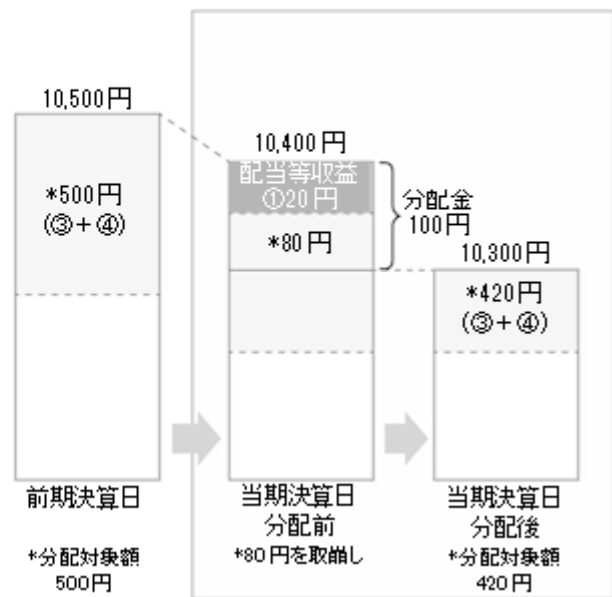 10,500円
*500円
(③+④)
前期決算日
*分配対象額
500円
10,400円
配当等収益
①20円
*80円
分配金
100円
当期決算日
分配前
*80円を取崩し
10,300円
*420円
(③+④)
当期決算日
分配後
*分配対象額
420円